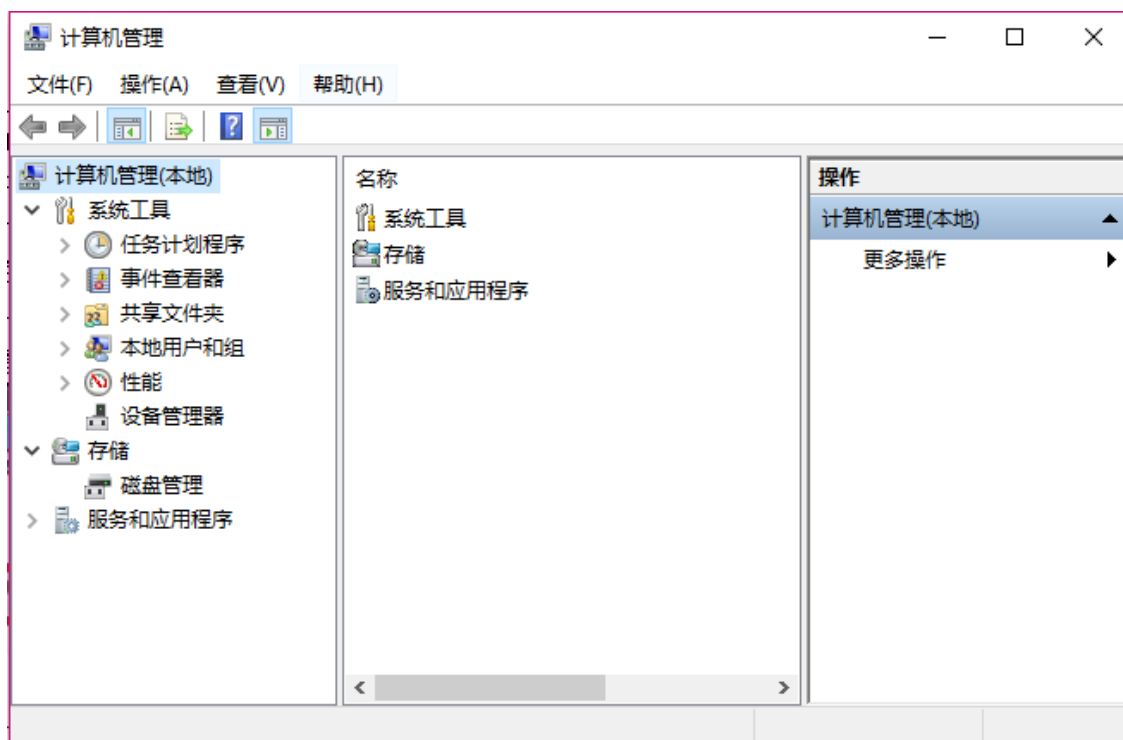 计算机管理
文件(F) 操作(A) 查看(V) 帮助(H)
计算机管理(本地)
系统工具
任务计划程序
事件查看器
共享文件夹
本地用户和组
性能
设备管理器
存储
磁盘管理
服务和应用程序
名称
系统工具
存储
服务和应用程序
操作
计算机管理(本地)
更多操作